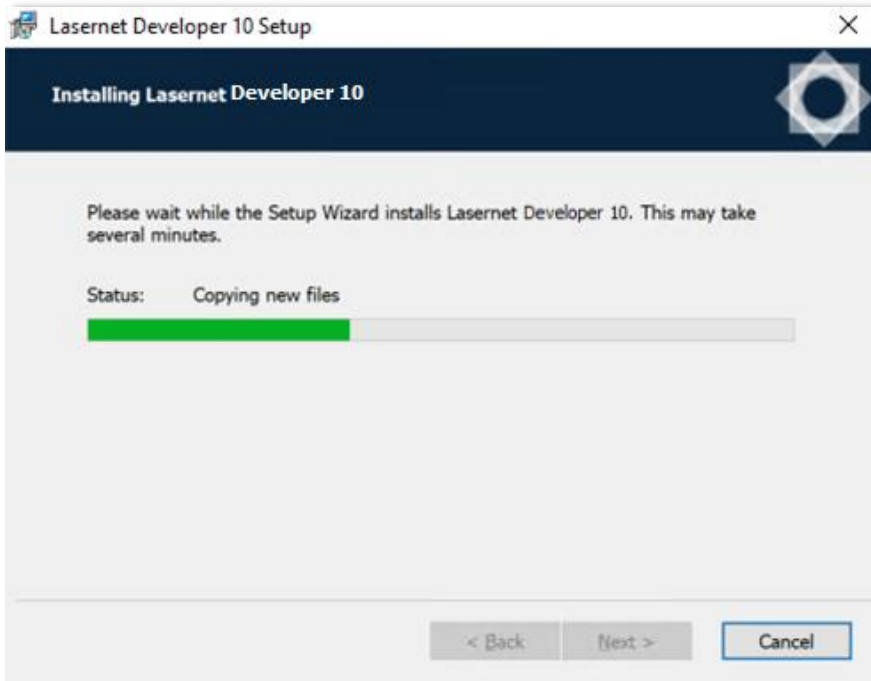 Lasernet Developer 10 Setup
Installing Lasernet Developer 10
Please wait while the Setup Wizard installs Lasernet Developer 10. This may take
several minutes.
Status: Copying new files
< Back Next > Cancel